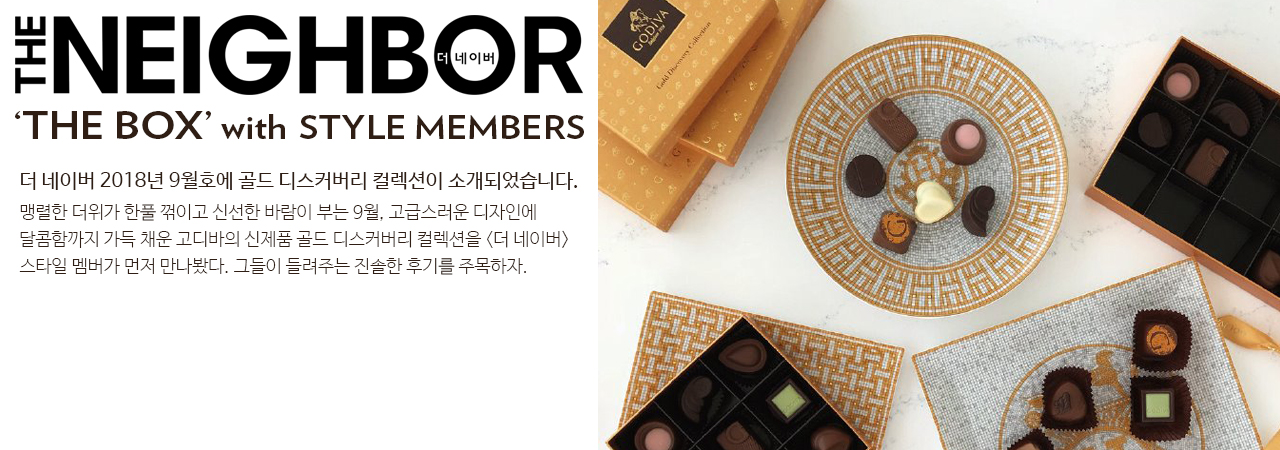 THE NEIGHBOR
더 네이버
‘THE BOX’ with STYLE MEMBERS
더 네이버 2018년 9월호에 골드 디스커버리 컬렉션이 소개되었습니다.
맹렬한 더위가 한풀 꺾이고 신선한 바람이 부는 9월, 고급스러운 디자인에
달콤함까지 가득 채운 고디바의 신제품 골드 디스커버리 컬렉션을 <더 네이버>
스타일 멤버가 먼저 만나봤다. 그들이 들려주는 진솔한 후기를 주목하자.
GODIVA
Gold Discovery Collection